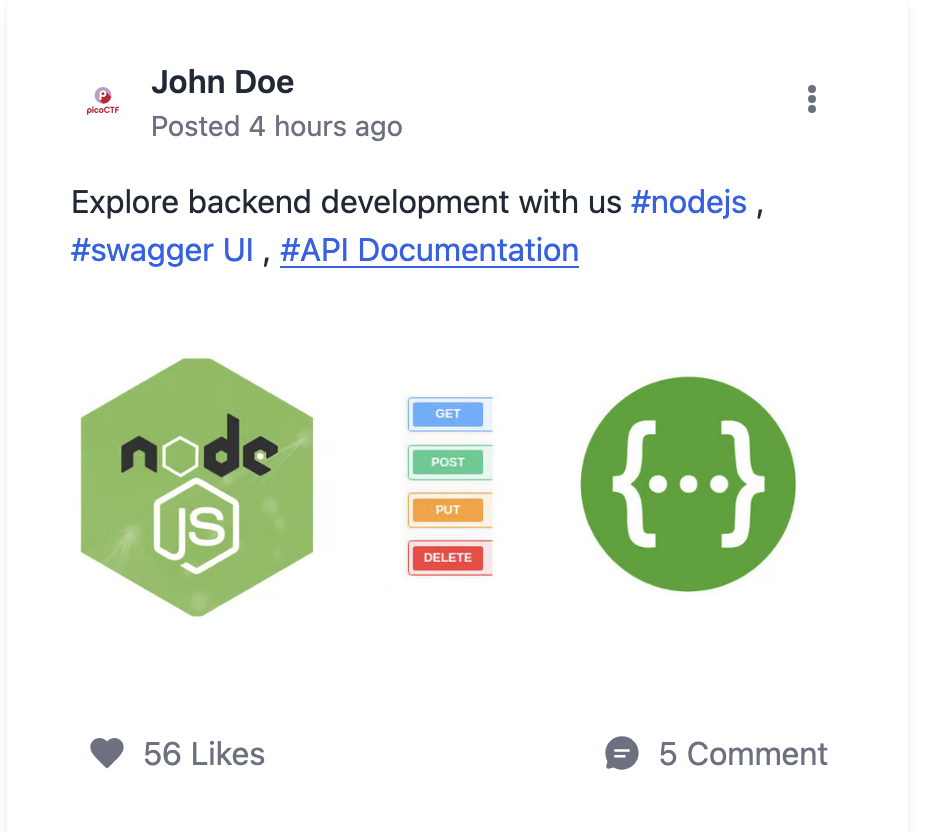 John Doe
picoCTF
Posted 4 hours ago
Explore backend development with us #nodejs ,
#swagger UI , #API Documentation
node
JS
GET
POST
PUT
DELETE
{...}
56 Likes
5 Comment